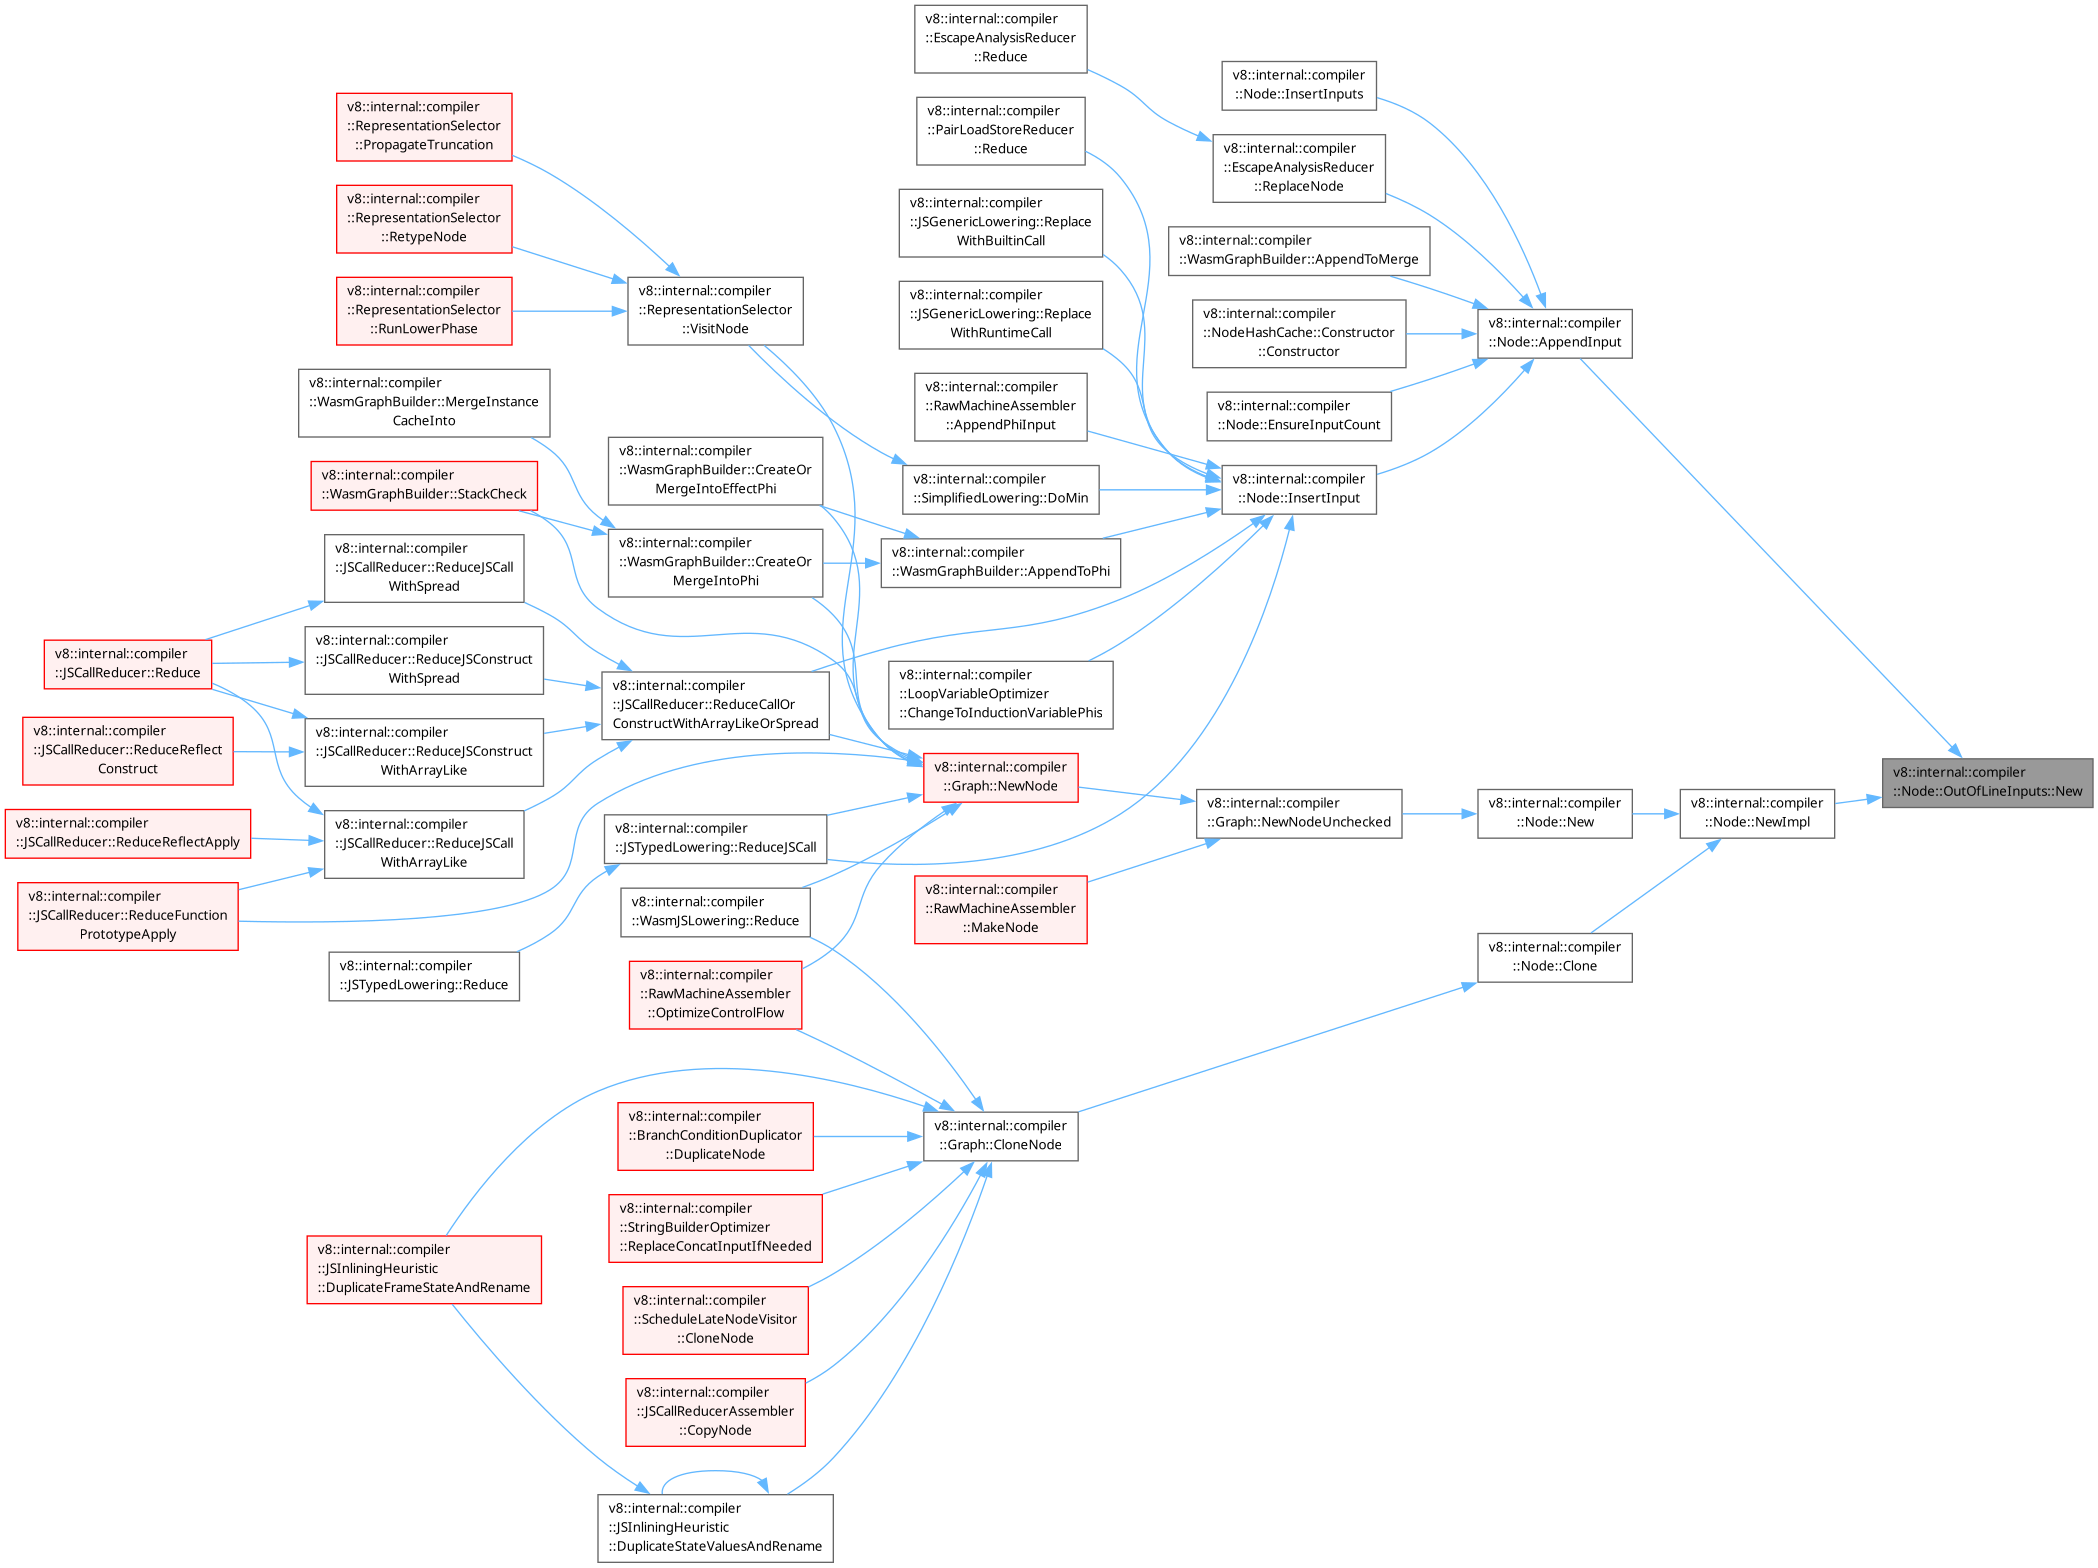 v8::internal::compiler
::EscapeAnalysisReducer
::Reduce
v8::internal::compiler
::Node::InsertInputs
v8::internal::compiler
::RepresentationSelector
::PropagateTruncation
v8::internal::compiler
::PairLoadStoreReducer
::Reduce
v8::internal::compiler
::EscapeAnalysisReducer
::ReplaceNode
v8::internal::compiler
::RepresentationSelector
::RetypeNode
v8::internal::compiler
::JSGenericLowering::Replace
WithBuiltinCall
v8::internal::compiler
::WasmGraphBuilder::AppendToMerge
v8::internal::compiler
::RepresentationSelector
::RunLowerPhase
v8::internal::compiler
::RepresentationSelector
::VisitNode
v8::internal::compiler
::JSGenericLowering::Replace
WithRuntimeCall
v8::internal::compiler
::NodeHashCache::Constructor
::Constructor
v8::internal::compiler
::Node::AppendInput
v8::internal::compiler
::WasmGraphBuilder::MergeInstance
CacheInto
v8::internal::compiler
::RawMachineAssembler
::AppendPhiInput
v8::internal::compiler
::Node::EnsureInputCount
v8::internal::compiler
::WasmGraphBuilder::StackCheck
v8::internal::compiler
::WasmGraphBuilder::CreateOr
MergeIntoEffectPhi
v8::internal::compiler
::SimplifiedLowering::DoMin
v8::internal::compiler
::Node::InsertInput
v8::internal::compiler
::JSCallReducer::ReduceJSCall
WithSpread
v8::internal::compiler
::WasmGraphBuilder::CreateOr
MergeIntoPhi
v8::internal::compiler
::WasmGraphBuilder::AppendToPhi
v8::internal::compiler
::JSCallReducer::Reduce
v8::internal::compiler
::JSCallReducer::ReduceJSConstruct
WithSpread
v8::internal::compiler
::JSCallReducer::ReduceCallOr
ConstructWithArrayLikeOrSpread
v8::internal::compiler
::LoopVariableOptimizer
::ChangeToInductionVariablePhis
v8::internal::compiler
::JSCallReducer::ReduceReflect
Construct
v8::internal::compiler
::JSCallReducer::ReduceJSConstruct
WithArrayLike
v8::internal::compiler
::Graph::NewNode
v8::internal::compiler
::Graph::NewNodeUnchecked
v8::internal::compiler
::Node::New
v8::internal::compiler
::Node::NewImpl
v8::internal::compiler
::Node::OutOfLineInputs::New
v8::internal::compiler
::JSCallReducer::ReduceReflectApply
v8::internal::compiler
::JSCallReducer::ReduceJSCall
WithArrayLike
v8::internal::compiler
::JSTypedLowering::ReduceJSCall
v8::internal::compiler
::JSCallReducer::ReduceFunction
PrototypeApply
v8::internal::compiler
::WasmJSLowering::Reduce
v8::internal::compiler
::RawMachineAssembler
::MakeNode
v8::internal::compiler
::JSTypedLowering::Reduce
v8::internal::compiler
::RawMachineAssembler
::OptimizeControlFlow
v8::internal::compiler
::Node::Clone
v8::internal::compiler
::BranchConditionDuplicator
::DuplicateNode
v8::internal::compiler
::Graph::CloneNode
v8::internal::compiler
::StringBuilderOptimizer
::ReplaceConcatInputIfNeeded
v8::internal::compiler
::JSInliningHeuristic
::DuplicateFrameStateAndRename
v8::internal::compiler
::ScheduleLateNodeVisitor
::CloneNode
v8::internal::compiler
::JSCallReducerAssembler
::CopyNode
v8::internal::compiler
::JSInliningHeuristic
::DuplicateStateValuesAndRename